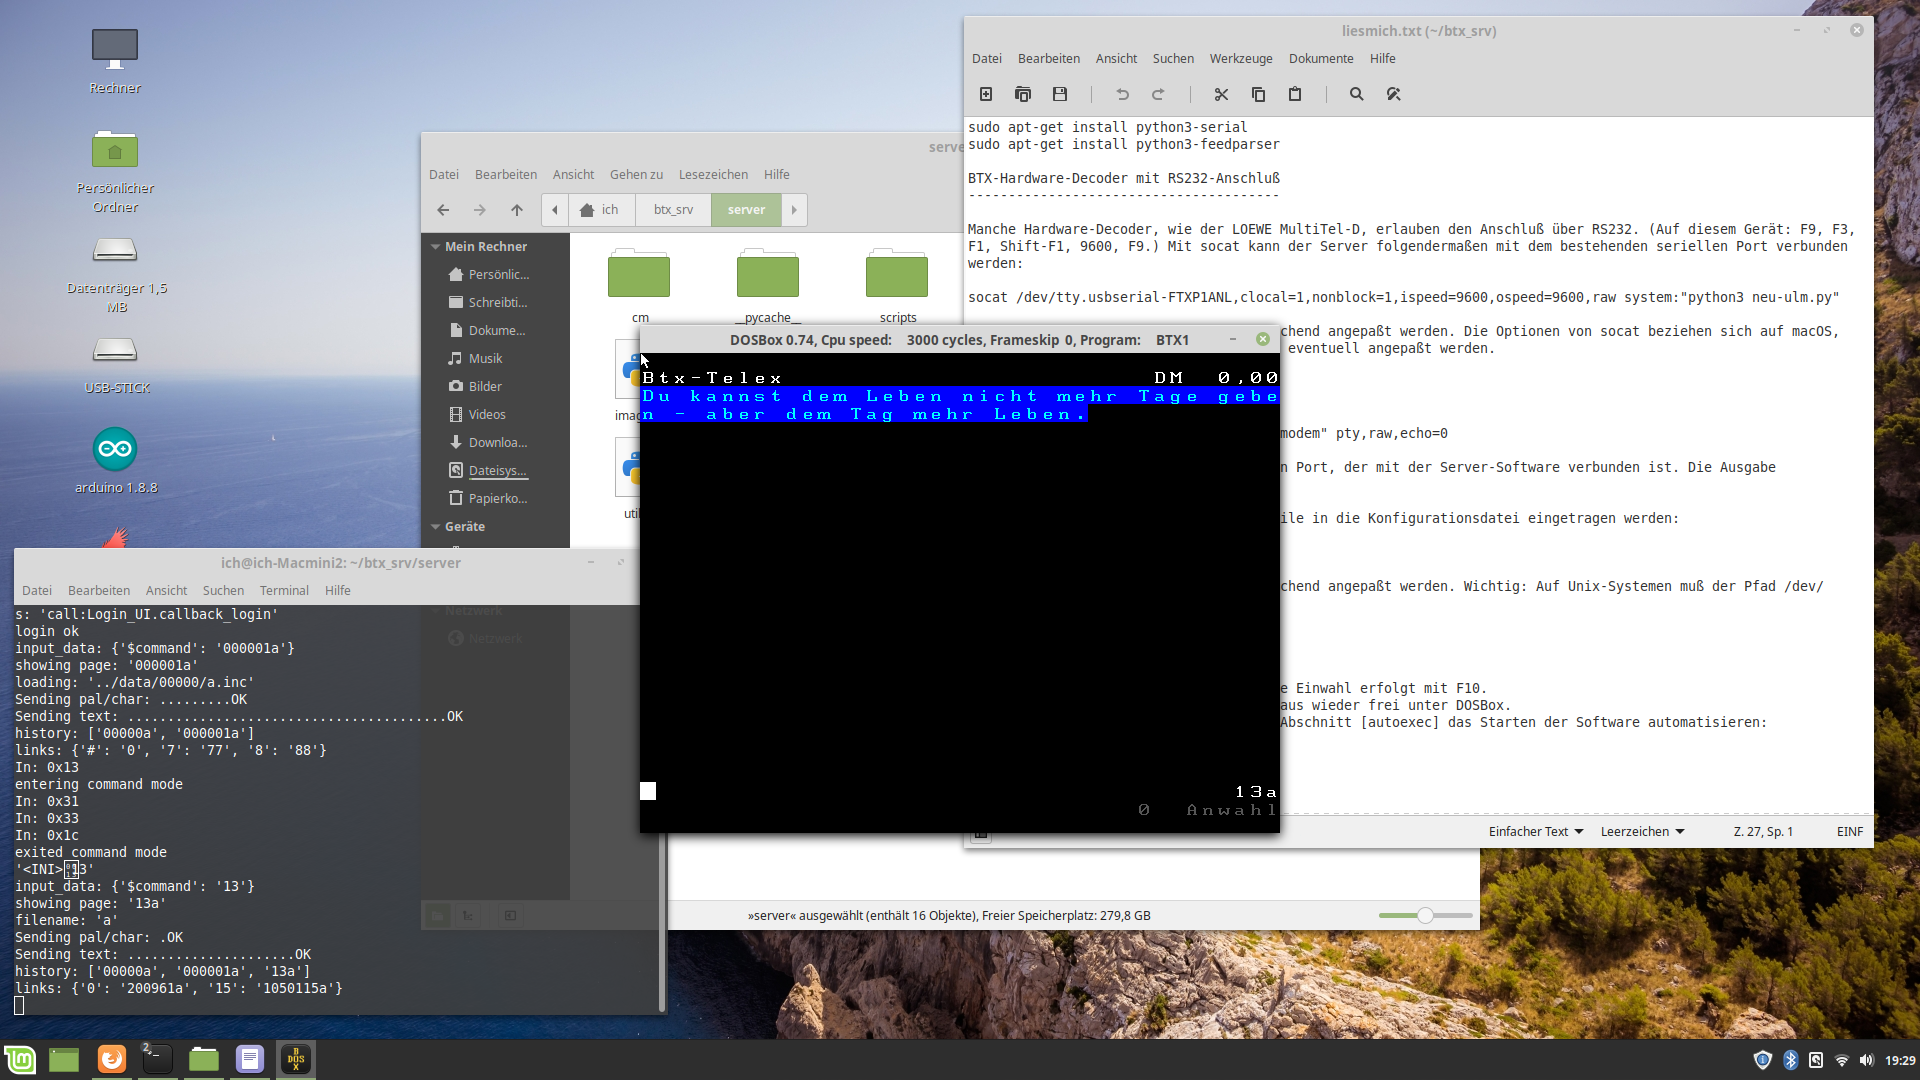 Rechner
Persönlicher
Ordner
Datenträger 1,5
MB
USB-STICK
arduino 1.8.8
Datei Bearbeiten Ansicht Gehen zu Lesezeichen Hilfe
ich btx_srv server
Mein Rechner
Persönlic...
Schreibti...
Dokume...
Musik
Bilder
Videos
Downloa...
Dateisys...
Papierko...
Geräte
Netzwerk
Netzwerk
cm __pycache__ scripts
»server« ausgewählt (enthält 16 Objekte), Freier Speicherplatz: 279,8 GB
liesmich.txt (~/btx_srv)
Datei Bearbeiten Ansicht Suchen Werkzeuge Dokumente Hilfe
sudo apt-get install python3-serial
sudo apt-get install python3-feedparser
BTX-Hardware-Decoder mit RS232-Anschluß
---------------------------------------
Manche Hardware-Decoder, wie der LOEWE MultiTel-D, erlauben den Anschluß über RS232. (Auf diesem Gerät: F9, F3,
F1, Shift-F1, 9600, F9.) Mit socat kann der Server folgendermaßen mit dem bestehenden seriellen Port verbunden
werden:
socat /dev/tty.usbserial-FTXP1ANL,clocal=1,nonblock=1,ispeed=9600,ospeed=9600,raw system:"python3 neu-ulm.py"
chend angepaßt werden. Die Optionen von socat beziehen sich auf macOS,
eventuell angepaßt werden.
modem" pty,raw,echo=0
n Port, der mit der Server-Software verbunden ist. Die Ausgabe
ile in die Konfigurationsdatei eingetragen werden:
chend angepaßt werden. Wichtig: Auf Unix-Systemen muß der Pfad /dev/
e Einwahl erfolgt mit F10.
aus wieder frei unter DOSBox.
Abschnitt [autoexec] das Starten der Software automatisieren:
Einfacher Text Leerzeichen Z. 27, Sp. 1 EINF
DOSBox 0.74, Cpu speed: 3000 cycles, Frameskip 0, Program: BTX1
Btx-Telex DM 0,00
Du kannst dem Leben nicht mehr Tage gebe
n - aber dem Tag mehr Leben.
13a
0 Anwahl
ich@ich-Macmini2: ~/btx_srv/server
Datei Bearbeiten Ansicht Suchen Terminal Hilfe
s: 'call:Login_UI.callback_login'
login ok
input_data: {'$command': '000001a'}
showing page: '000001a'
loading: '../data/00000/a.inc'
Sending pal/char: .........OK
Sending text: ........................................OK
history: ['00000a', '000001a']
links: {'#': '0', '7': '77', '8': '88'}
In: 0x13
entering command mode
In: 0x31
In: 0x33
In: 0x1c
exited command mode
'<INI>13'
input_data: {'$command': '13'}
showing page: '13a'
filename: 'a'
Sending pal/char: .OK
Sending text: .....................OK
history: ['00000a', '000001a', '13a']
links: {'0': '200961a', '15': '1050115a'}
2
19:29